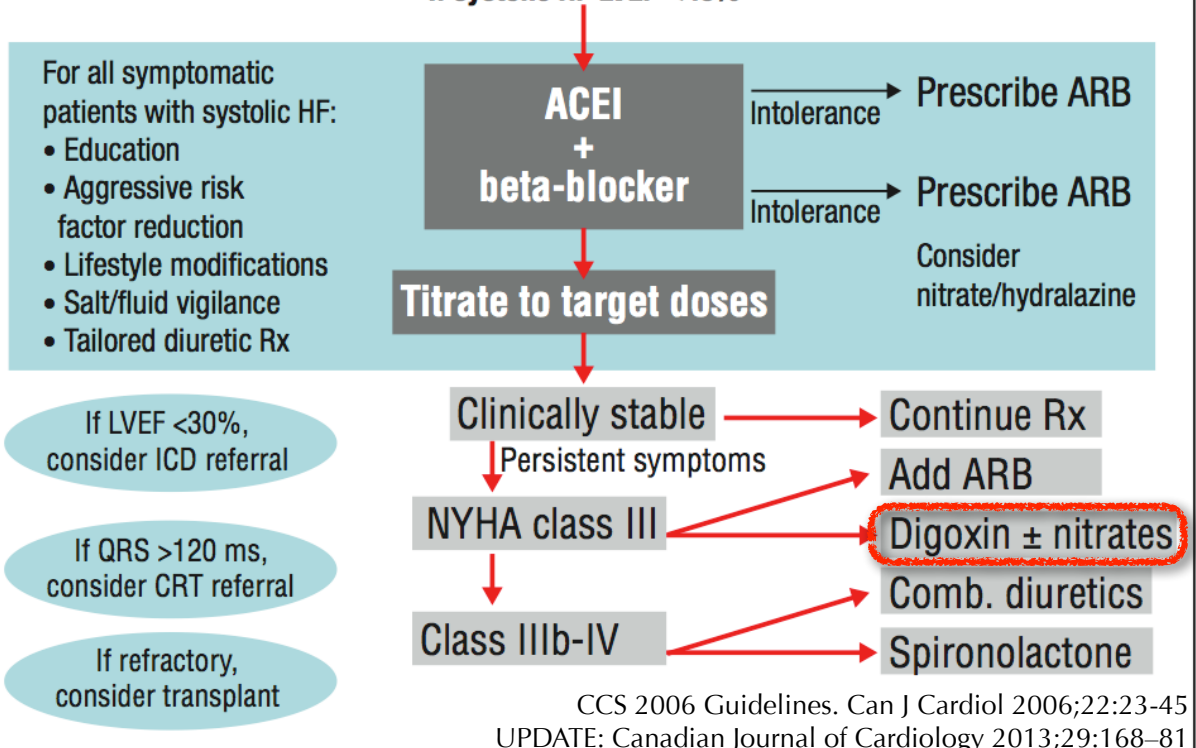 For all symptomatic
patients with systolic HF:
• Education
• Aggressive risk
factor reduction
• Lifestyle modifications
• Salt/fluid vigilance
• Tailored diuretic Rx
ACEI
+
beta-blocker
Intolerance
Prescribe ARB
Intolerance
Prescribe ARB
Consider
nitrate/hydralazine
Titrate to target doses
If LVEF <30%,
consider ICD referral
If QRS >120 ms,
consider CRT referral
If refractory,
consider transplant
Clinically stable
Continue Rx
Persistent symptoms
Add ARB
NYHA class III
Digoxin ± nitrates
Comb. diuretics
Class IIIb-IV
Spironolactone
CCS 2006 Guidelines. Can J Cardiol 2006;22:23-45
UPDATE: Canadian Journal of Cardiology 2013;29:168–81